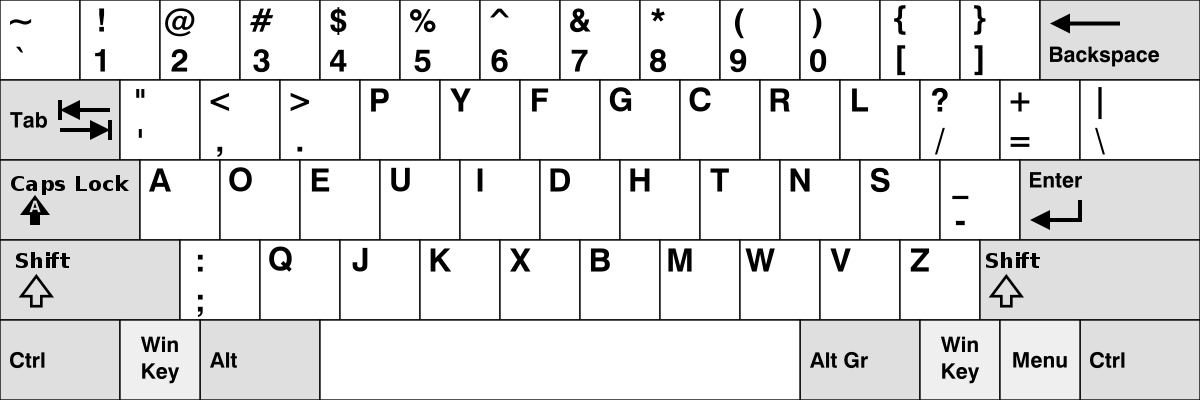 ~ ! @ # $ % ^ & * ( ) { }
` 1 2 3 4 5 6 7 8 9 0 [ ] Backspace
Tab " < > P Y F G C R L ? + |
' , . / = \
Caps Lock A O E U I D H T N S _ Enter
A -
Shift : Q J K X B M W V Z Shift
;
Ctrl Win Key Alt Alt Gr Win Key Menu Ctrl